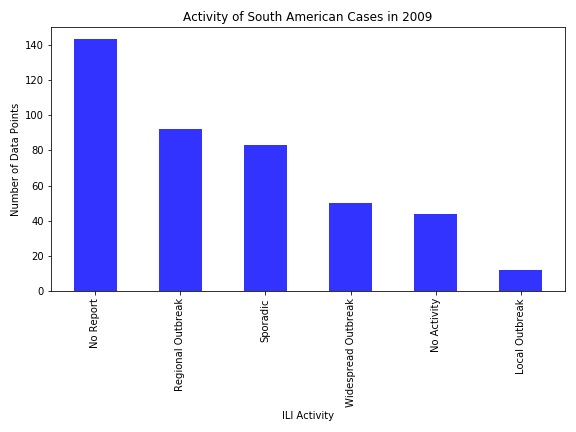 Activity of South American Cases in 2009
Number of Data Points
140
120
100
80
60
40
20
0
No Report
Regional Outbreak
Sporadic
Widespread Outbreak
No Activity
Local Outbreak
ILI Activity